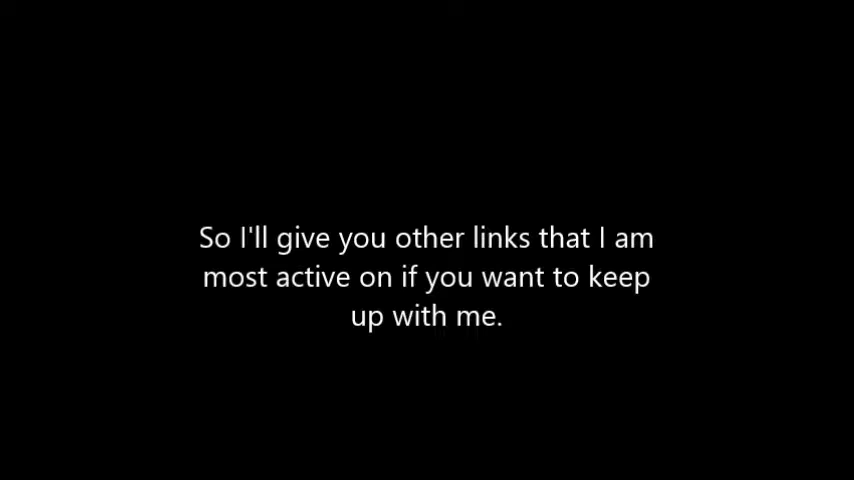 So I'll give you other links that I am
most active on if you want to keep
up with me.